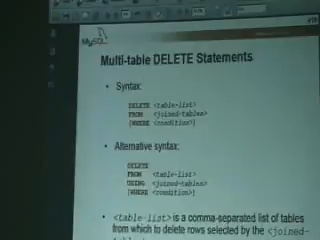 MySQL
Multi-table DELETE Statements
• Syntax:
DELETE <table-list>
FROM <joined-tables>
[WHERE <condition>]
• Alternative syntax:
DELETE
FROM <table-list>
USING <joined-tables>
[WHERE <condition>]
• <table-list> is a comma-separated list of tables
from which to delete rows selected by the <joined-